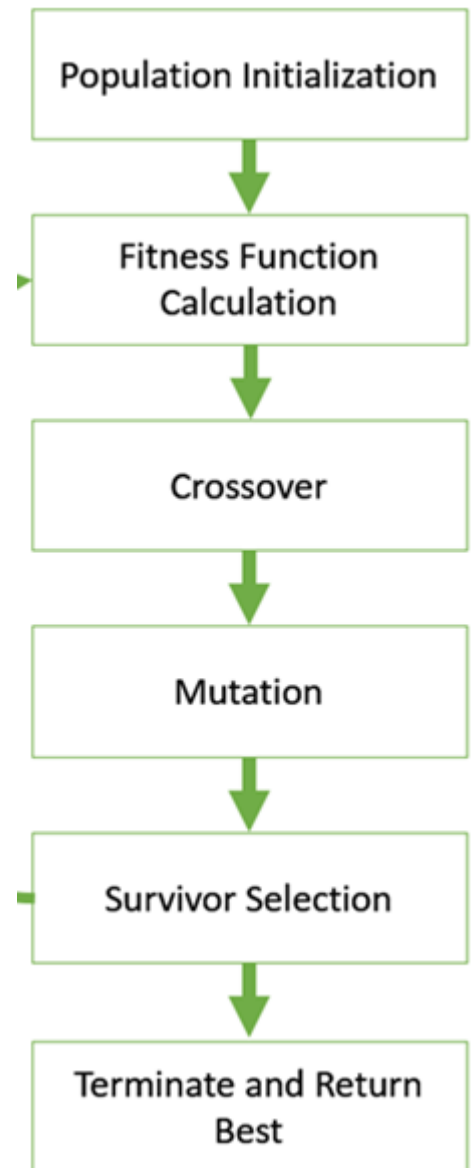 Population Initialization
Fitness Function
Calculation
Crossover
Mutation
Survivor Selection
Terminate and Return
Best